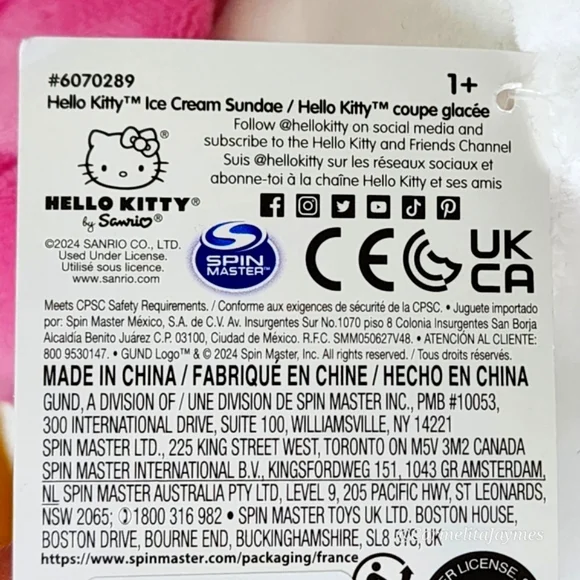 #6070289 1+
Hello Kitty™ Ice Cream Sundae / Hello Kitty™ coupe glacée
Follow @hellokitty on social media and
subscribe to the Hello Kitty and Friends Channel
Suis @hellokitty sur les réseaux sociaux et
abonne-toi à la chaîne Hello Kitty et ses amis
HELLO KITTY®
by Sanrio®
©2024 SANRIO CO., LTD.
Used Under License.
Utilisé sous licence.
www.sanrio.com
SPIN
MASTER™
CE
UK
CA
Meets CPSC Safety Requirements. / Conforme aux exigences de sécurité de la CPSC. • Juguete importado
por: Spin Master México, S.A. de C.V. Av. Insurgentes Sur No.1070 piso 8 Colonia Insurgentes San Borja
Alcaldía Benito Juárez C.P. 03100, Ciudad de México. R.F.C. SMM050627V48. • ATENCIÓN AL CLIENTE:
800 9530147. • GUND Logo™ & © 2024 Spin Master, Inc. All rights reserved. / Tous droits réservés.
MADE IN CHINA / FABRIQUÉ EN CHINE / HECHO EN CHINA
GUND, A DIVISION OF / UNE DIVISION DE SPIN MASTER INC., PMB #10053,
300 INTERNATIONAL DRIVE, SUITE 100, WILLIAMSVILLE, NY 14221
SPIN MASTER LTD., 225 KING STREET WEST, TORONTO ON M5V 3M2 CANADA
SPIN MASTER INTERNATIONAL B.V., KINGSFORDWEG 151, 1043 GR AMSTERDAM,
NL SPIN MASTER AUSTRALIA PTY LTD, LEVEL 9, 205 PACIFIC HWY, ST LEONARDS,
NSW 2065; 1800 316 982 • SPIN MASTER TOYS UK LTD. BOSTON HOUSE,
BOSTON DRIVE, BOURNE END, BUCKINGHAMSHIRE, SL8 5YS, UK
https://www.spinmaster.com/packaging/france
ER LICENSE